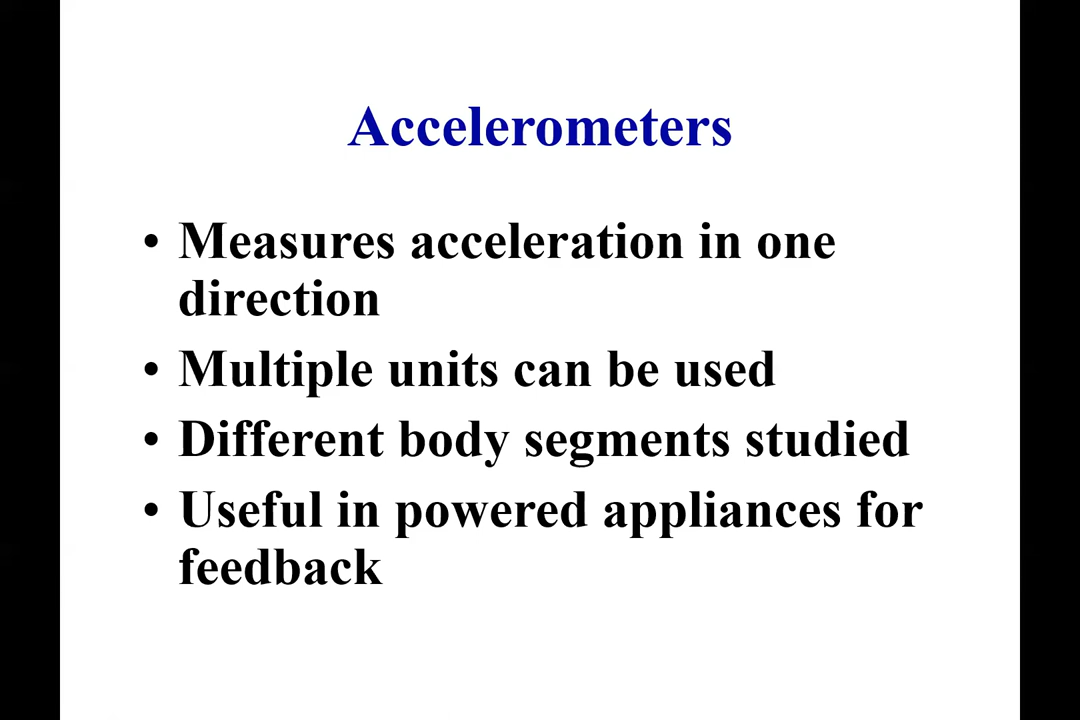 Accelerometers
• Measures acceleration in one
direction
• Multiple units can be used
• Different body segments studied
• Useful in powered appliances for
feedback